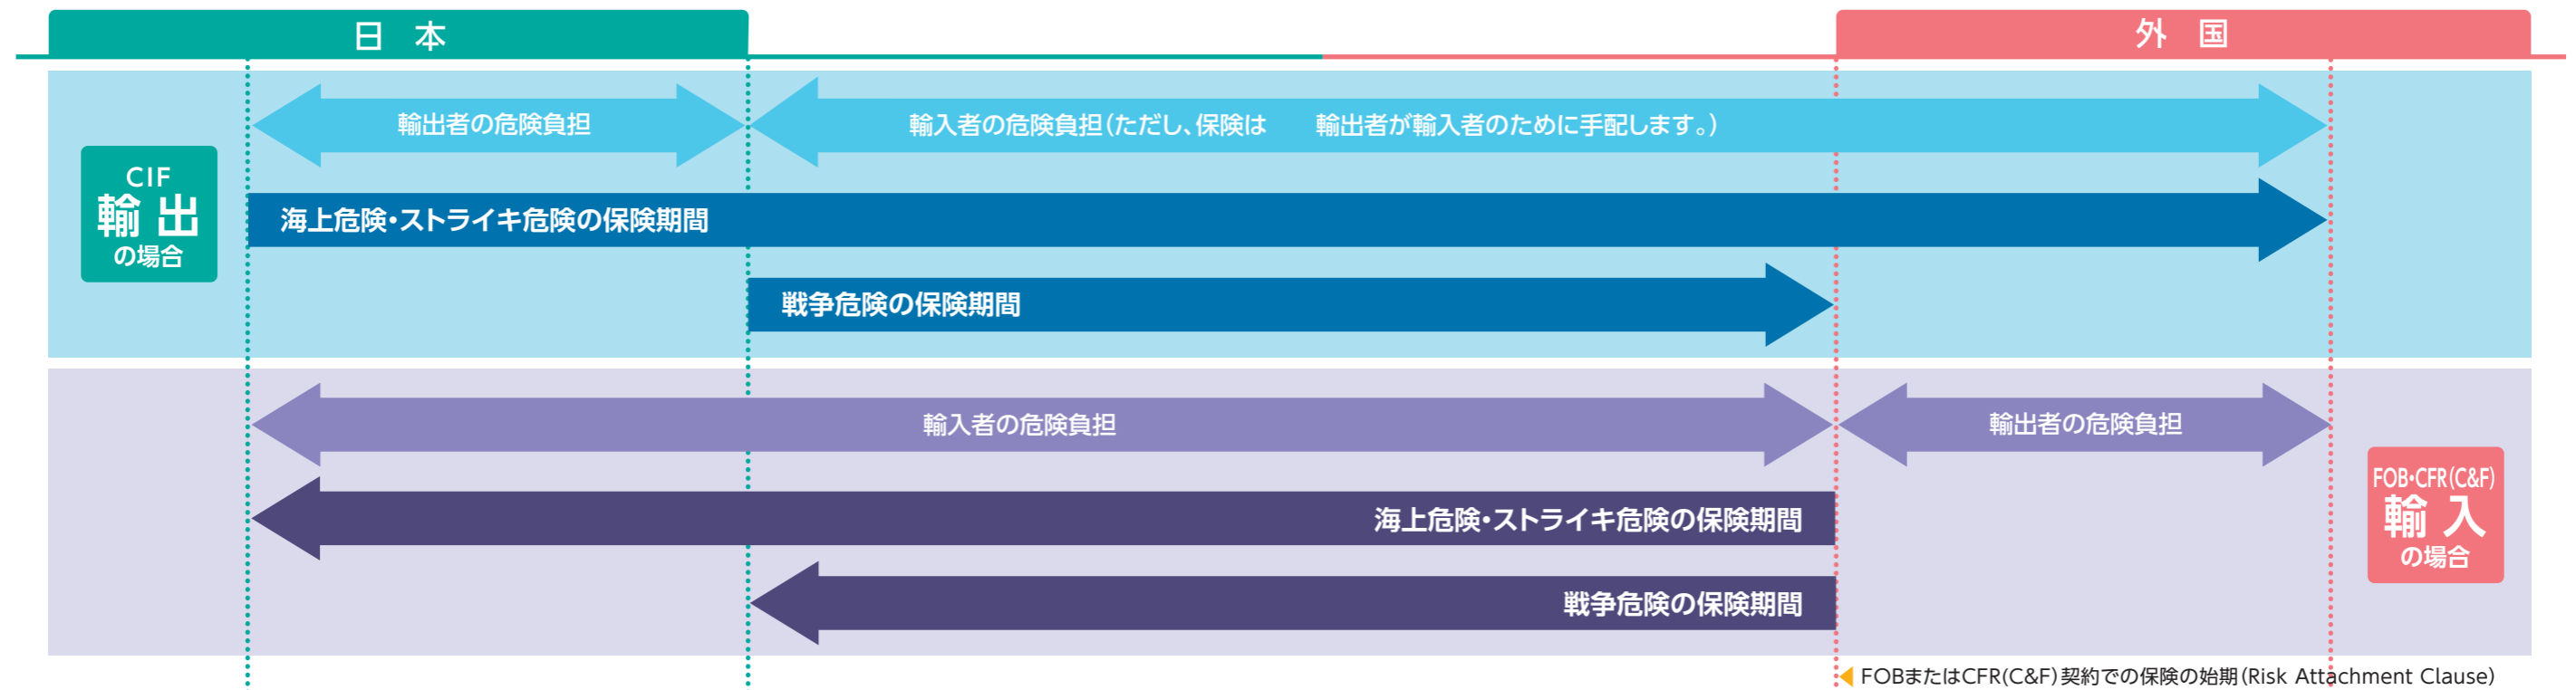 日 本
外 国
CIF
輸 出
の場合
輸出者の危険負担
輸入者の危険負担(ただし、保険は 輸出者が輸入者のために手配します。)
海上危険・ストライキ危険の保険期間
戦争危険の保険期間
輸入者の危険負担
輸出者の危険負担
FOB・CFR(C&F)
輸 入
の場合
海上危険・ストライキ危険の保険期間
戦争危険の保険期間
FOBまたはCFR(C&F)契約での保険の始期(Risk Attachment Clause)